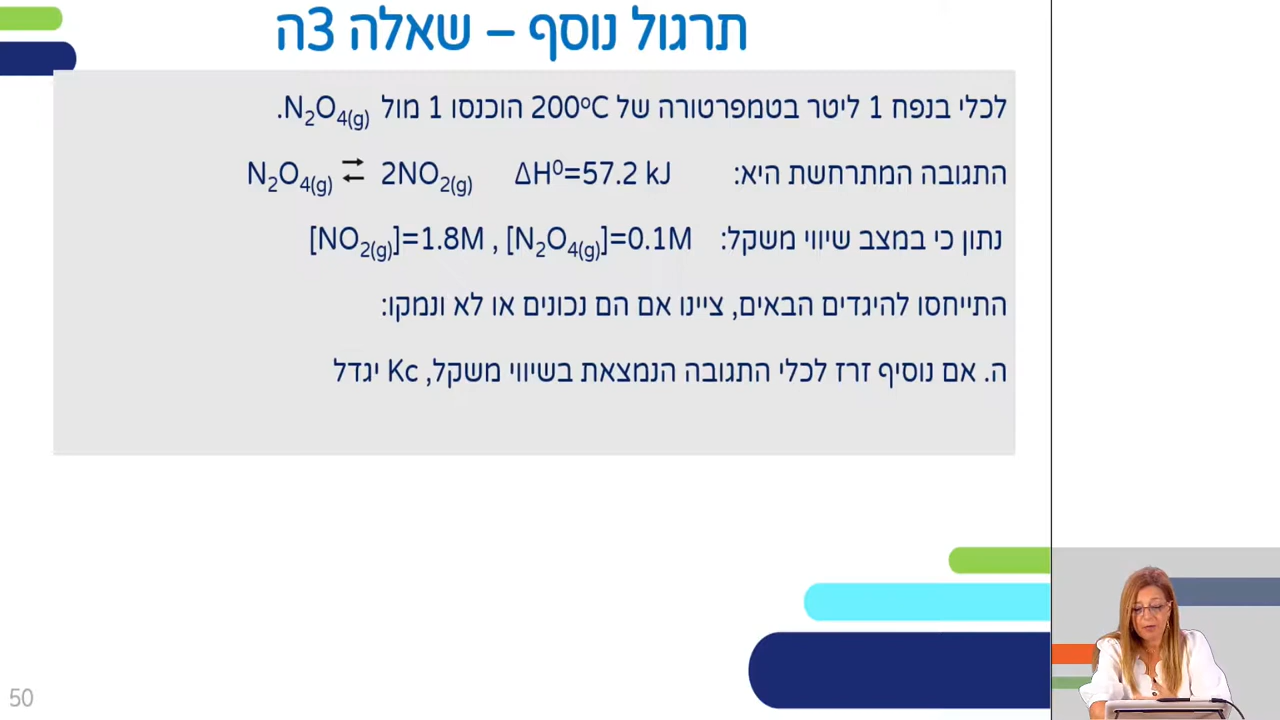 תרגול נוסף – שאלה 3ה
לכלי בנפח 1 ליטר בטמפרטורה של 200ºC הוכנסו 1 מול N₂O₄(g).
התגובה המתרחשת היא: N₂O₄(g) ⇄ 2NO₂(g) ΔH⁰=57.2 kJ
נתון כי במצב שיווי משקל: [NO₂(g)]=1.8M , [N₂O₄(g)]=0.1M
התייחסו להיגדים הבאים, ציינו אם הם נכונים או לא ונמקו:
ה. אם נוסיף זרז לכלי התגובה הנמצאת בשיווי משקל, Kc יגדל
50